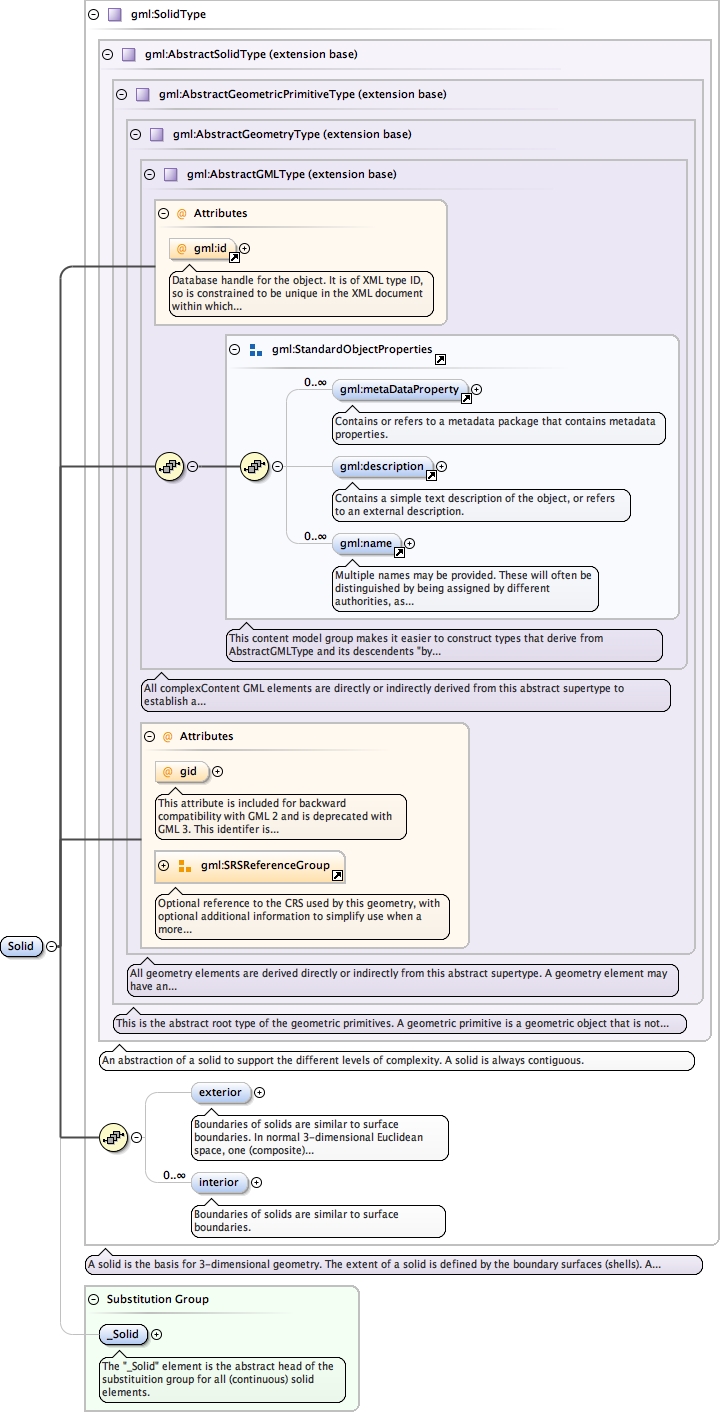 gml:SolidType
gml:AbstractSolidType (extension base)
gml:AbstractGeometricPrimitiveType (extension base)
gml:AbstractGeometryType (extension base)
gml:AbstractGMLType (extension base)
@ Attributes
@ gml:id
Database handle for the object. It is of XML type ID,
so is constrained to be unique in the XML document
within which...
gml:StandardObjectProperties
0..∞
gml:metaDataProperty
Contains or refers to a metadata package that contains metadata
properties.
gml:description
Contains a simple text description of the object, or refers
to an external description.
0..∞
gml:name
Multiple names may be provided. These will often be
distinguished by being assigned by different
authorities, as...
This content model group makes it easier to construct types that derive from
AbstractGMLType and its descendents "by...
All complexContent GML elements are directly or indirectly derived from this abstract supertype to
establish a...
@ Attributes
@ gid
This attribute is included for backward
compatibility with GML 2 and is deprecated with
GML 3. This identifer is...
gml:SRSReferenceGroup
Optional reference to the CRS used by this geometry, with
optional additional information to simplify use when a
more...
Solid
All geometry elements are derived directly or indirectly from this abstract supertype. A geometry element may
have an...
This is the abstract root type of the geometric primitives. A geometric primitive is a geometric object that is not...
An abstraction of a solid to support the different levels of complexity. A solid is always contiguous.
exterior
Boundaries of solids are similar to surface
boundaries. In normal 3-dimensional Euclidean
space, one (composite)...
0..∞
interior
Boundaries of solids are similar to surface
boundaries.
A solid is the basis for 3-dimensional geometry. The extent of a solid is defined by the boundary surfaces (shells). A...
Substitution Group
_Solid
The "_Solid" element is the abstract head of the
substituition group for all (continuous) solid
elements.